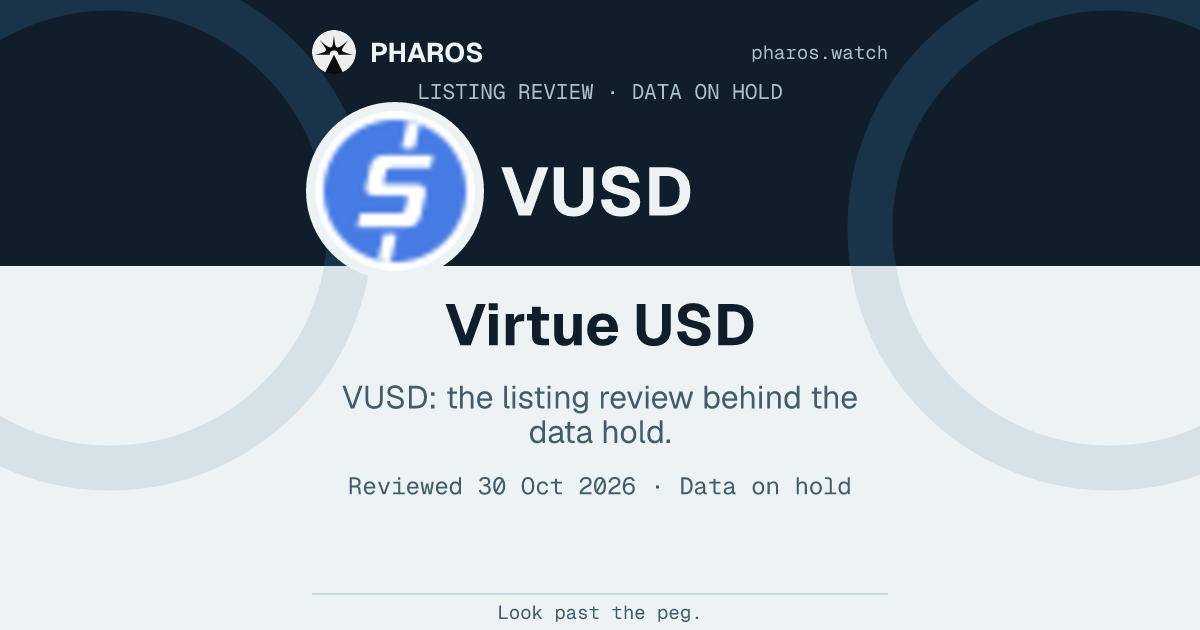 PHAROS
pharos.watch
LISTING REVIEW · DATA ON HOLD
VUSD
Virtue USD
VUSD: the listing review behind the
data hold.
Reviewed 30 Oct 2026 · Data on hold
Look past the peg.